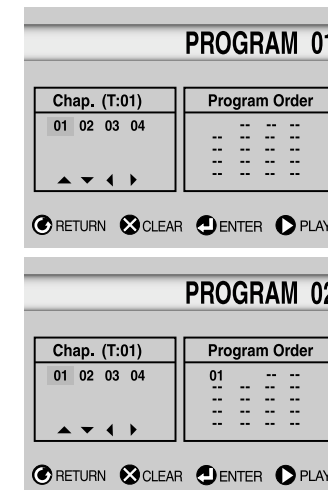 PROGRAM 01
Chap. (T:01) Program Order
01 02 03 04 -- -- --
-- -- -- --
-- -- -- --
-- -- -- --
RETURN CLEAR ENTER PLAY
PROGRAM 02
Chap. (T:01) Program Order
01 02 03 04 01 -- --
-- -- -- --
-- -- -- --
-- -- -- --
RETURN CLEAR ENTER PLAY